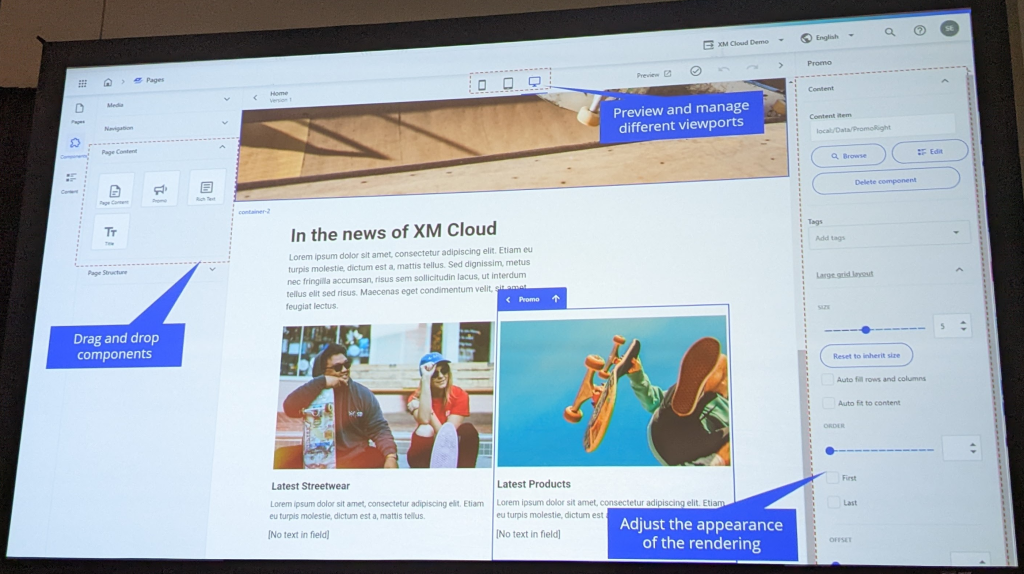 XM Cloud Demo
English
SE
Pages
Preview
Promo
Media
Navigation
Page Content
Page Content
Promo
Rich Text
Title
Page Structure
Pages
Components
Content
Home
Version 1
Preview and manage
different viewports
Drag and drop
components
container-2
In the news of XM Cloud
Lorem ipsum dolor sit amet, consectetur adipiscing elit. Etiam eu
turpis molestie, dictum est a, mattis tellus. Sed dignissim, metus
nec fringilla accumsan, risus sem sollicitudin lacus, ut interdum
tellus elit sed risus. Maecenas eget condimentum velit, sit amet
feugiat lectus.
Promo
Latest Streetwear
Lorem ipsum dolor sit amet, consectetur adipiscing elit. Etiam
eu turpis molestie, dictum est a, mattis tellus.
[No text in field]
Latest Products
Lorem ipsum dolor sit amet, consectetur adipiscing elit. Etiam
eu turpis molestie, dictum est
[No text in field]
Adjust the appearance
of the rendering
Content
Content item
local:/Data/PromoRight
Browse
Edit
Delete component
Tags
Add tags
Large grid layout
SIZE
5
Reset to inherit size
Auto fill rows and columns
Auto fit to content
ORDER
First
Last
OFFSET